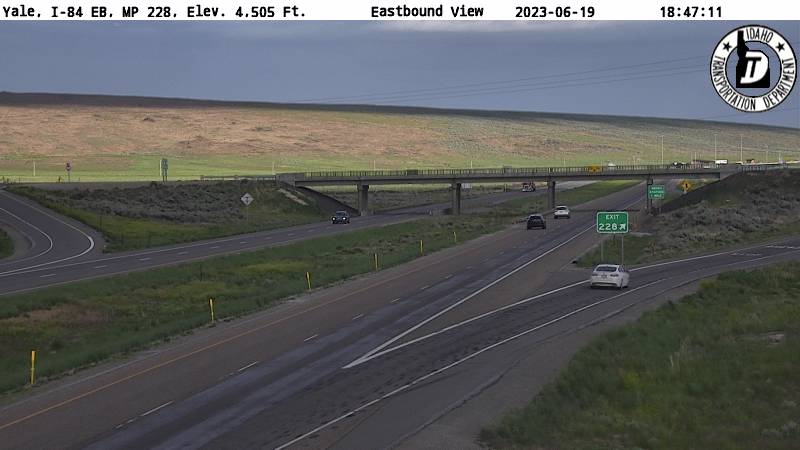 Yale, I-84 EB, MP 228, Elev. 4,505 Ft. Eastbound View 2023-06-19 18:47:11
IDAHO
TRANSPORTATION DEPARTMENT
EXIT
228